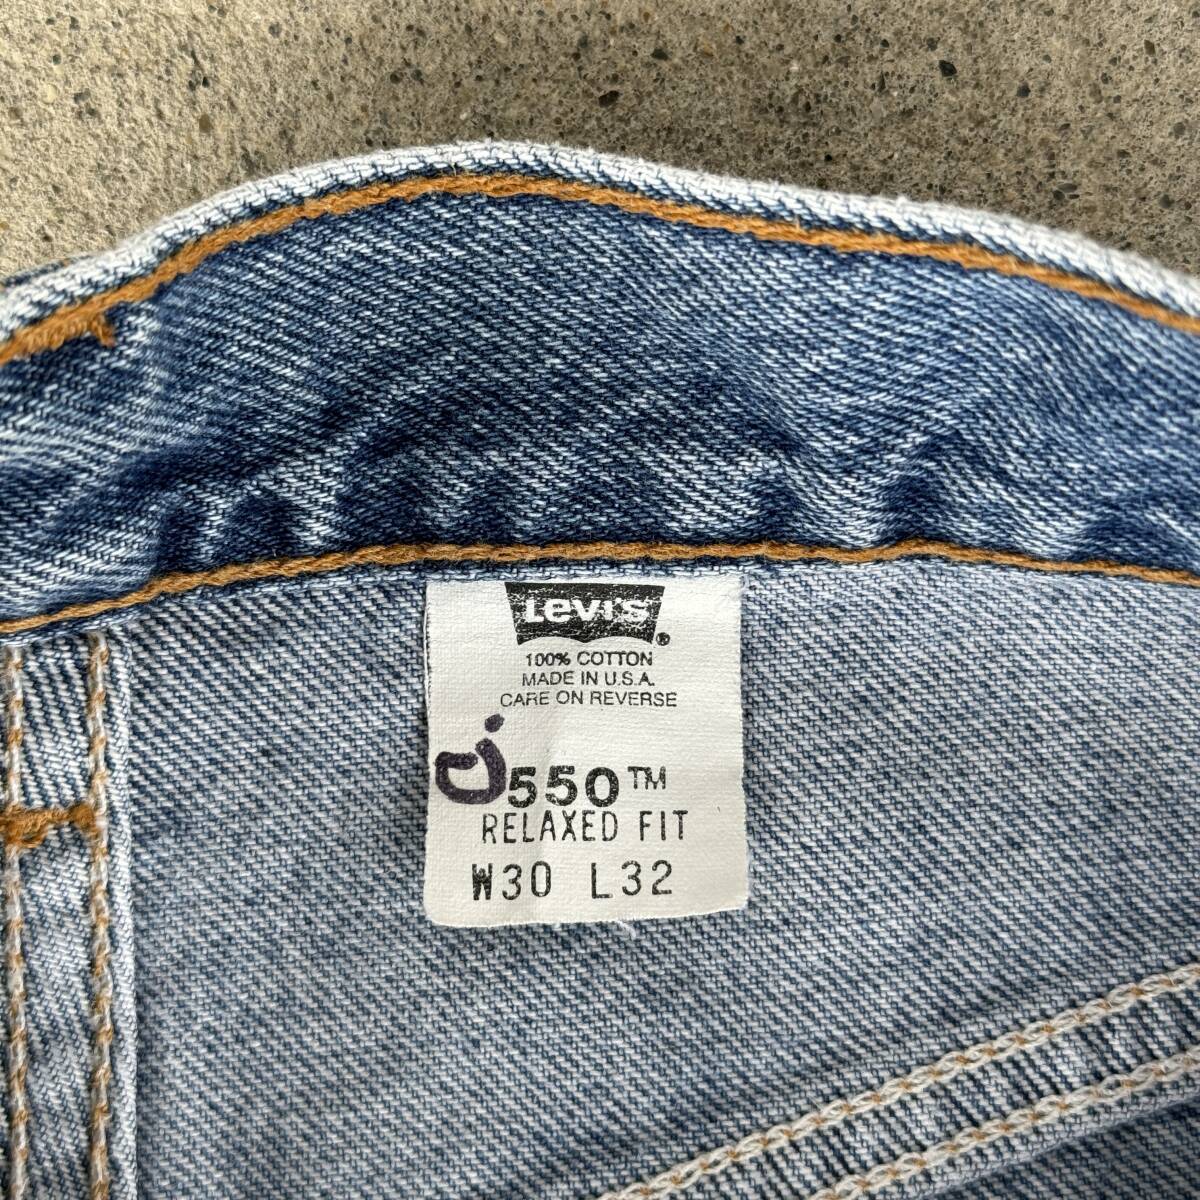 Levi's®
100% COTTON
MADE IN U.S.A.
CARE ON REVERSE
550™
RELAXED FIT
W30 L32